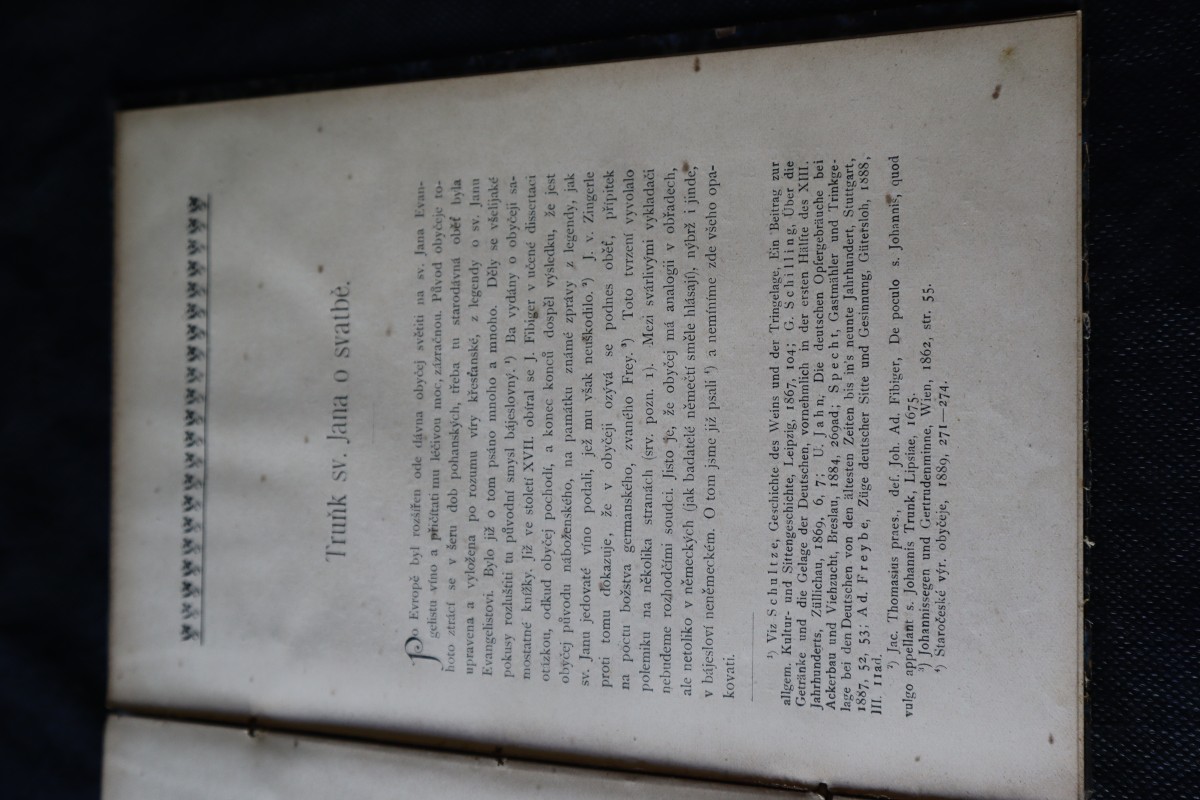 Truňk sv. Jana o svatbě.
Po Evropě byl rozšířen ode dávna obyčej světiti na sv. Jana Evan-
gelistu víno a přičítati mu léčivou moc, zázračnou. Původ obyčeje to-
hoto ztrácí se v šeru dob pohanských, třeba tu starodávná oběť byla
upravena a vyložena po rozumu víry křesťanské, z legendy o sv. Janu
Evangelistovi. Bylo již o tom psáno mnoho a mnoho. Děly se všelijaké
pokusy rozluštiti tu původní smysl bájeslovný.¹) Ba vydány o obyčeji sa-
mostatné knížky. Již ve století XVII. obíral se J. Fibiger v učené dissertaci
otázkou, odkud obyčej pochodí, a konec konců dospěl výsledku, že jest
obyčej původu náboženského, na památku známé zprávy z legendy, jak
sv. Janu jedovaté víno podali, jež mu však neuškodilo.²) J. v. Zingerle
proti tomu dokazuje, že v obyčeji ozývá se podnes oběť, přípitek
na poctu božstva germanského, zvaného Frey.³) Toto tvrzení vyvolalo
polemiku na několika stranách (srv. pozn. 1). Mezi svárlivými vykladači
nebudeme rozhodčími soudci. Jisto je, že obyčej má analogii v obřadech,
ale netoliko v německých (jak badatelé němečtí směle hlásají), nýbrž i jinde,
v bájesloví neněmeckém. O tom jsme již psali ⁴) a nemíníme zde všeho opa-
kovati.
¹) Viz Schultze, Geschichte des Weins und der Tringelage, Ein Beitrag zur
allgem. Kultur- und Sittengeschichte, Leipzig, 1867, 104; G. Schilling, Über die
Getränke und die Gelage der Deutschen, vornehmlich in der ersten Hälfte des XIII.
Jahrhunderts, Züllichau, 1869, 6, 7; U. Jahn, Die deutschen Opfergebräuche bei
Ackerbau und Viehzucht, Breslau, 1884, 269ad; Specht, Gastmähler und Trinkge-
lage bei den Deutschen von den ältesten Zeiten bis in's neunte Jahrhundert, Stuttgart,
1887, 52, 53; Ad. Freybe, Züge deutscher Sitte und Gesinnung, Gütersloh, 1888,
III. 11ad.
²) Jac. Thomasius praes., def. Joh. Ad. Fibiger, De poculo s. Johannis, quod
vulgo appellant s. Johannis Trunk, Lipsiae, 1675.
³) Johannissegen und Gertrudenminne, Wien, 1862, str. 55.
⁴) Staročeské výr. obyčeje, 1889, 271—274.